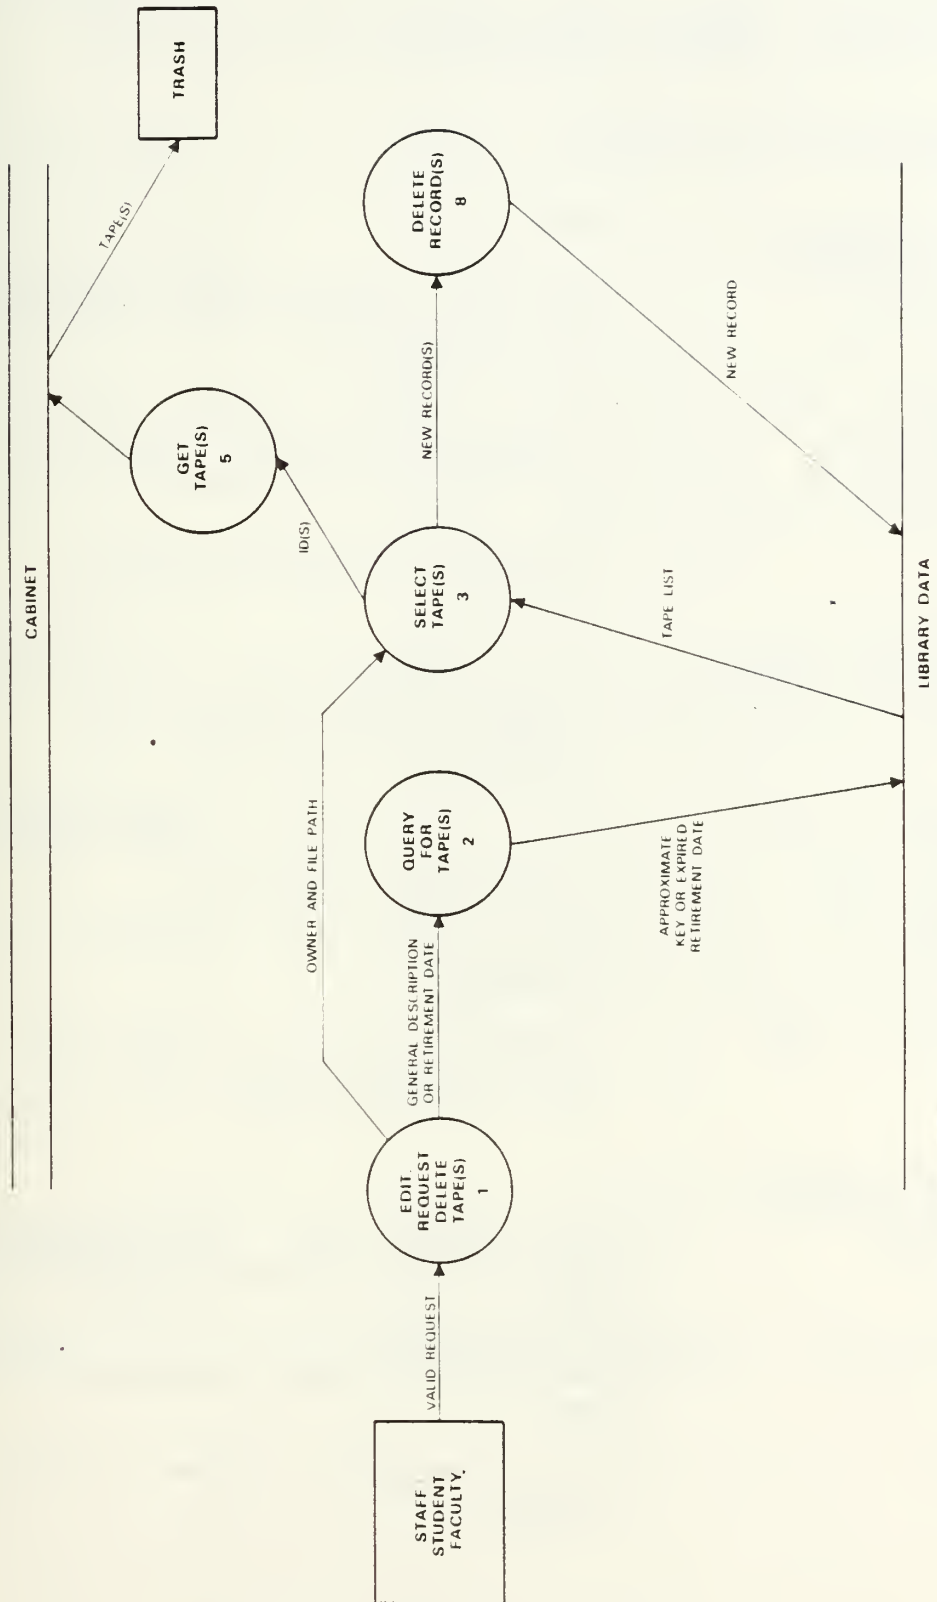 CABINET
TAPE(S)
TRASH
GET
TAPE(S)
5
ID(S)
OWNER AND FILE PATH
STAFF
STUDENT
FACULTY
VALID REQUEST
EDIT
REQUEST
DELETE
TAPE(S)
1
GENERAL DESCRIPTION
OR RETIREMENT DATE
QUERY
FOR
TAPE(S)
2
SELECT
TAPE(S)
3
NEW RECORD(S)
DELETE
RECORD(S)
8
APPROXIMATE
KEY OR EXPIRED
RETIREMENT DATE
TAPE LIST
NEW RECORD
LIBRARY DATA